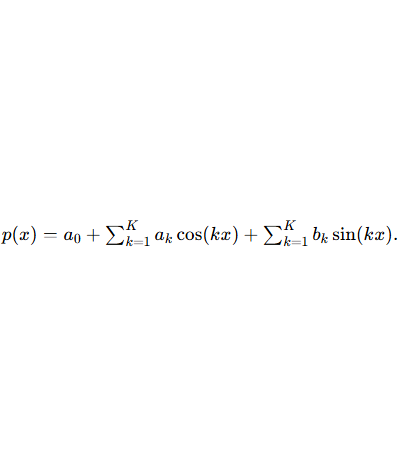 p(x) = a_0 + \sum_{k=1}^{K} a_k \cos(kx) + \sum_{k=1}^{K} b_k \sin(kx).